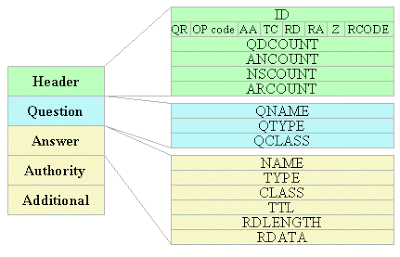 ID
QR OP code AA TC RD RA Z RCODE
QDCOUNT
ANCOUNT
NSCOUNT
ARCOUNT
Header
Question
Answer
Authority
Additional
QNAME
QTYPE
QCLASS
NAME
TYPE
CLASS
TTL
RDLENGTH
RDATA